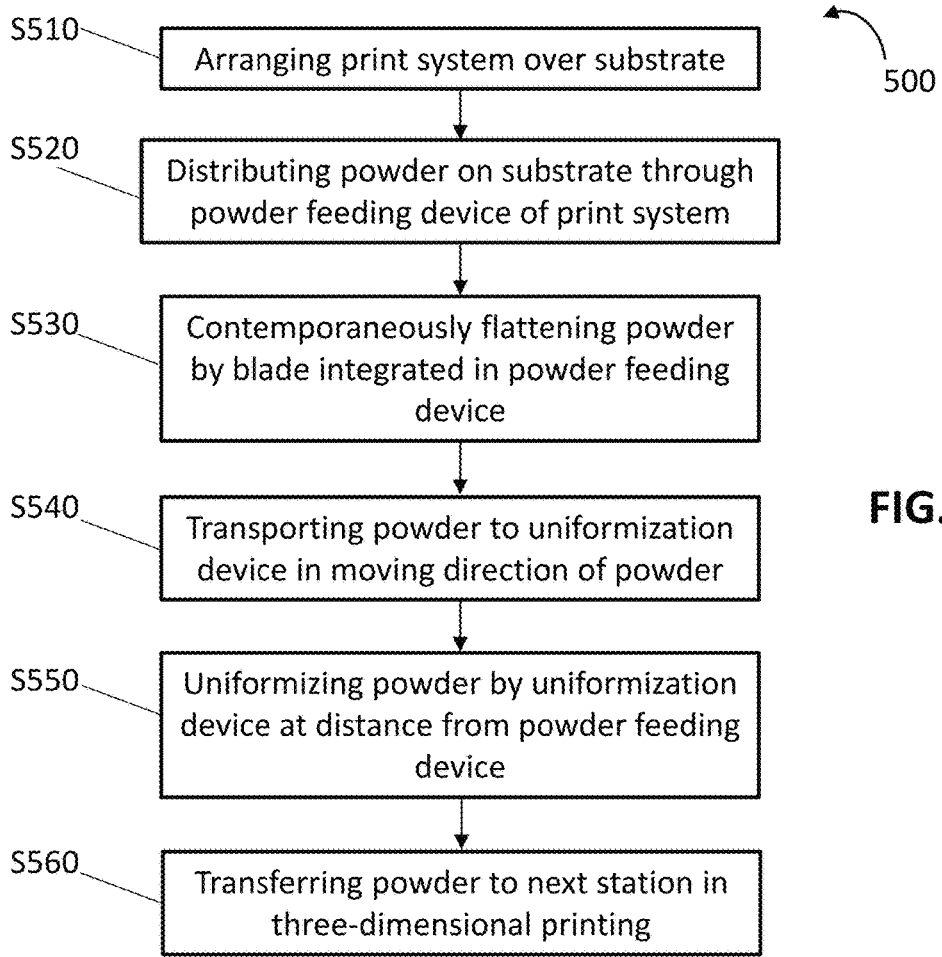 S510
Arranging print system over substrate
500
S520
Distributing powder on substrate through
powder feeding device of print system
S530
Contemporaneously flattening powder
by blade integrated in powder feeding
device
S540
Transporting powder to uniformization
device in moving direction of powder
FIG.
S550
Uniformizing powder by uniformization
device at distance from powder feeding
device
S560
Transferring powder to next station in
three-dimensional printing